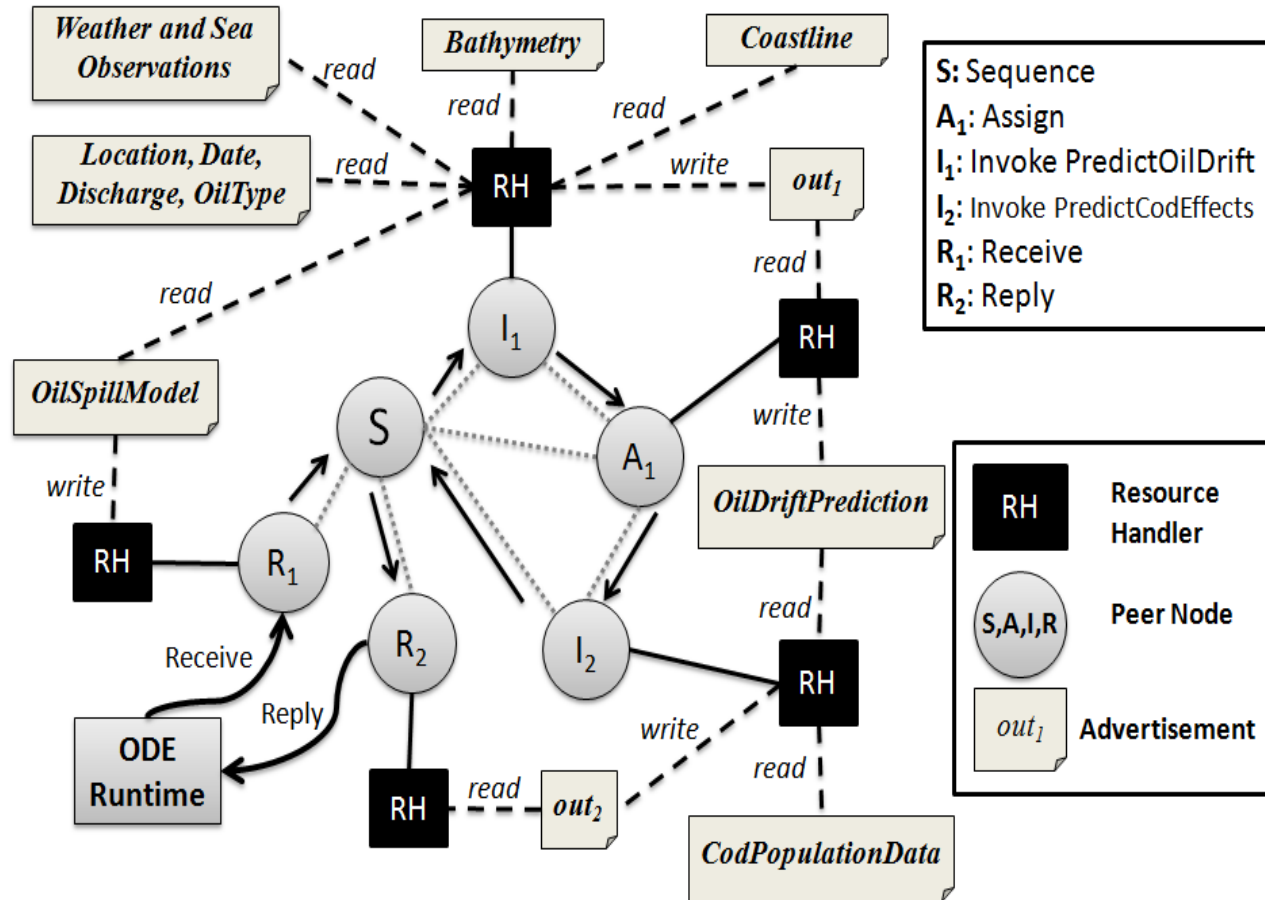 Weather and Sea
Observations
Bathymetry
Coastline
read
read
read
Location, Date,
Discharge, OilType
read
RH
write
out₁
read
read
I₁
RH
OilSpillModel
write
S
write
A₁
OilDriftPrediction
RH
R₁
read
Receive
R₂
I₂
RH
Reply
write
ODE
Runtime
read
RH
read
out₂
CodPopulationData
S: Sequence
A₁: Assign
I₁: Invoke PredictOilDrift
I₂: Invoke PredictCodEffects
R₁: Receive
R₂: Reply
RH
Resource
Handler
S,A,I,R
Peer Node
out₁
Advertisement